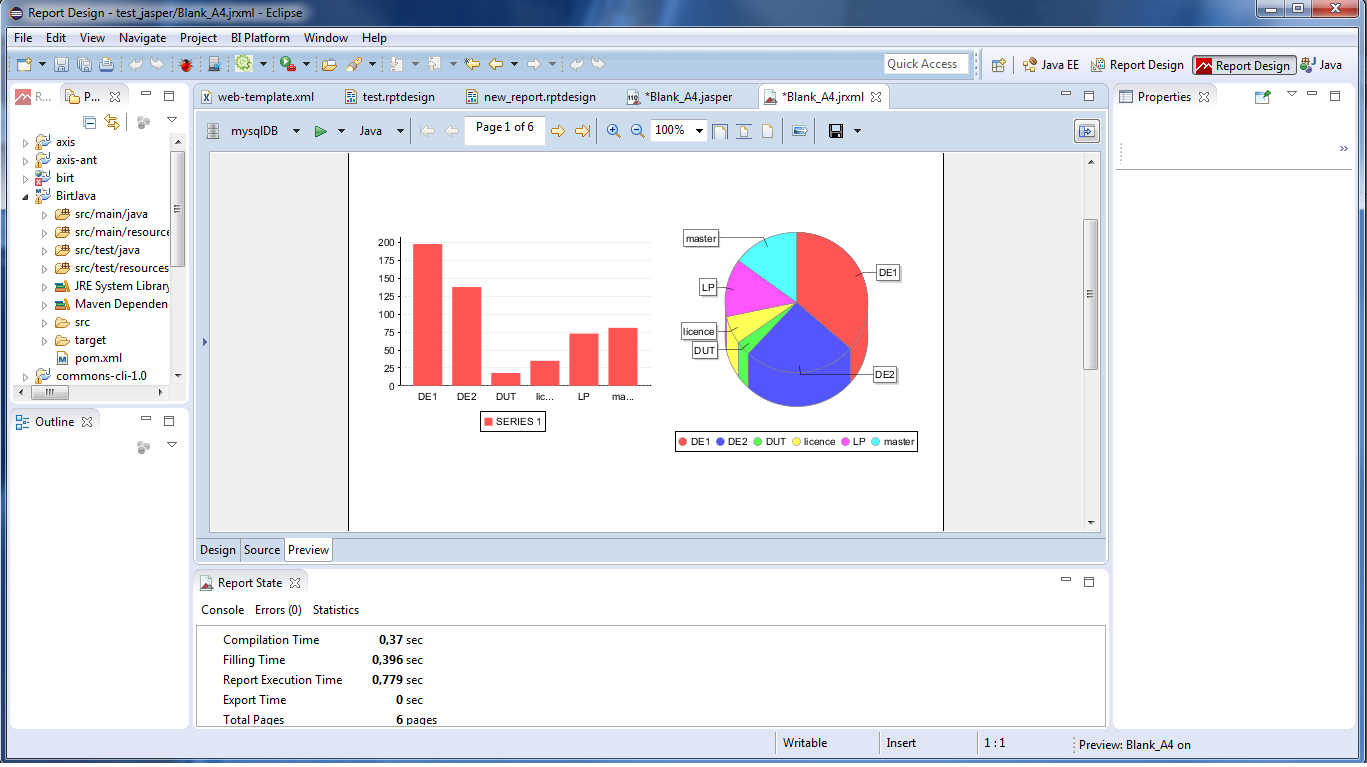 Report Design - test_jasper/Blank_A4.jrxml - Eclipse
File Edit View Navigate Project BI Platform Window Help
Quick Access Java EE Report Design Report Design Java
R... P... web-template.xml test.rptdesign new_report.rptdesign *Blank_A4.jasper *Blank_A4.jrxml Properties
mysqlDB Java Page 1 of 6 100%
axis
axis-ant
birt
BirtJava
src/main/java
src/main/resource
src/test/java
src/test/resources
JRE System Library
Maven Dependen
src
target
pom.xml
commons-cli-1.0
Outline
200
175
150
125
100
75
50
25
0
DE1 DE2 DUT lic... LP ma...
SERIES 1
master
DE1
LP
licence
DUT
DE2
DE1 DE2 DUT licence LP master
Design Source Preview
Report State
Console Errors (0) Statistics
Compilation Time 0,37 sec
Filling Time 0,396 sec
Report Execution Time 0,779 sec
Export Time 0 sec
Total Pages 6 pages
Writable Insert 1 : 1 Preview: Blank_A4 on